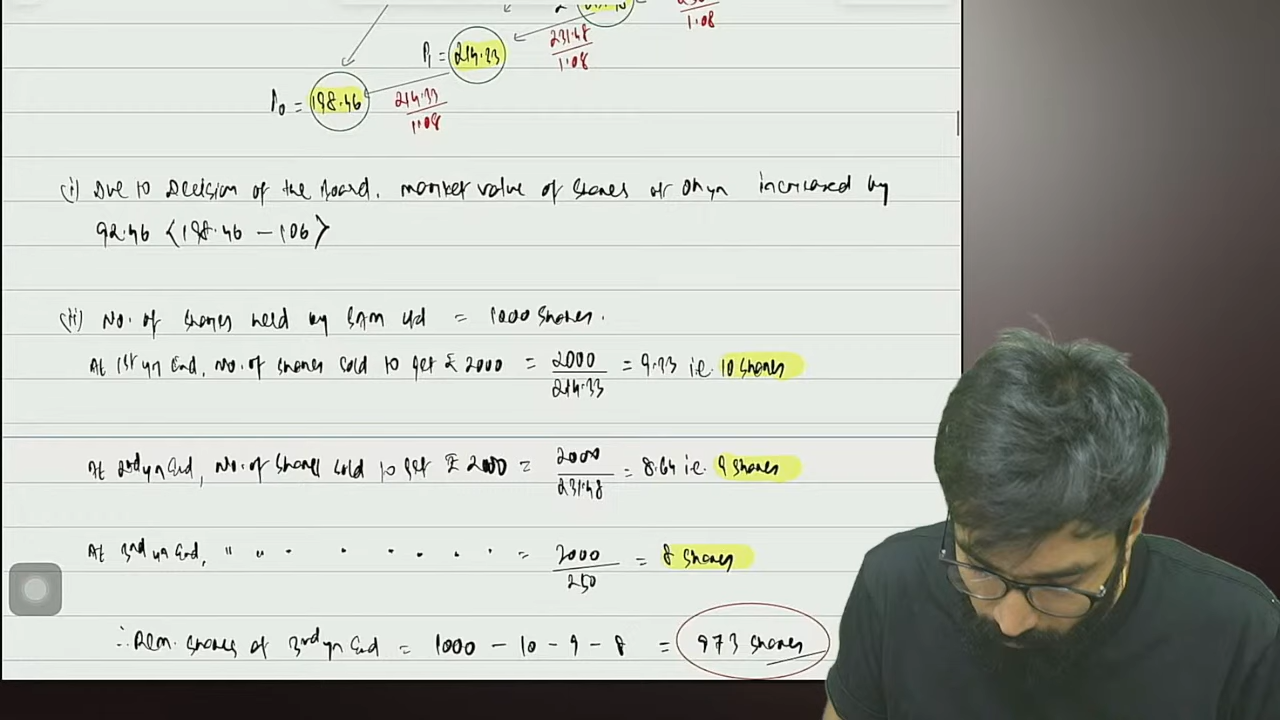 231.48
1.08
1.08
P₁ = 214.33
P₀ = 198.46
214.33
1.08
(i) Due to Decision of the Board, market value of shares of increased by
92.46 <198.46 - 106>
(ii) No. of shares held by SAM Ltd = 1000 shares.
At 1st yr End, No. of shares sold to get ₹ 2000 = 2000 / 214.33 = 9.33 i.e. 10 shares
At 2nd yr End, No. of shares sold to get ₹ 2000 = 2000 / 231.48 = 8.64 i.e. 9 shares
At 3rd yr End, " " = 2000 / 250 = 8 shares
∴ Rem. shares at 3rd yr End = 1000 - 10 - 9 - 8 = 973 shares